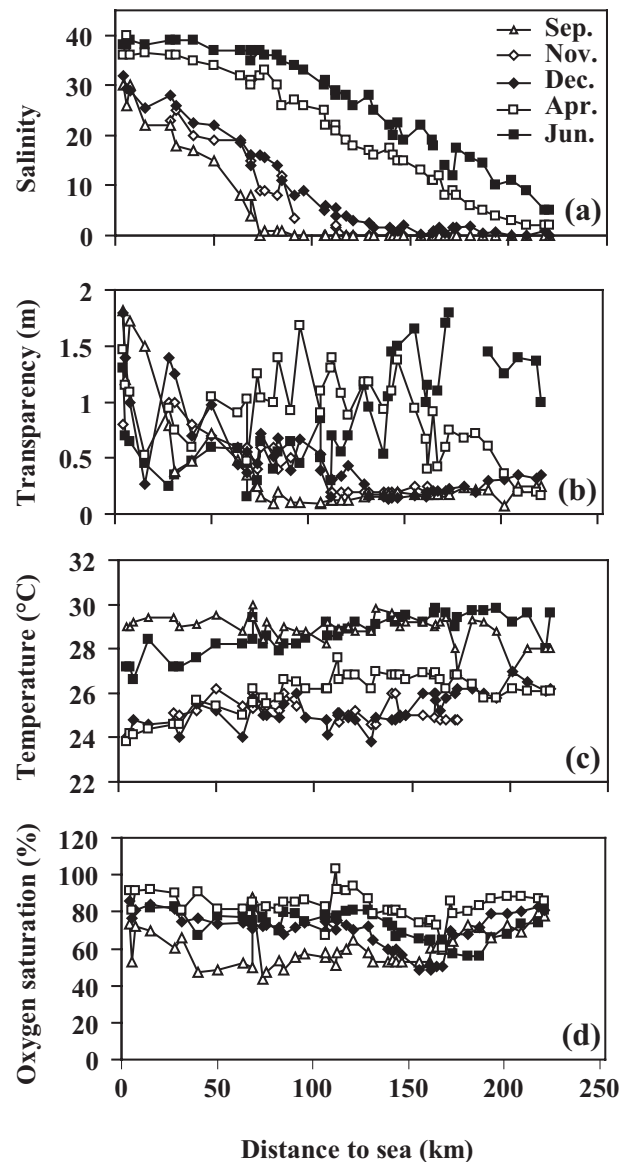 Salinity
40
30
20
10
0
Sep.
Nov.
Dec.
Apr.
Jun.
(a)
Transparency (m)
2
1.5
1
0.5
0
(b)
Temperature (°C)
32
30
28
26
24
22
(c)
Oxygen saturation (%)
120
100
80
60
40
20
0
(d)
0 50 100 150 200 250
Distance to sea (km)